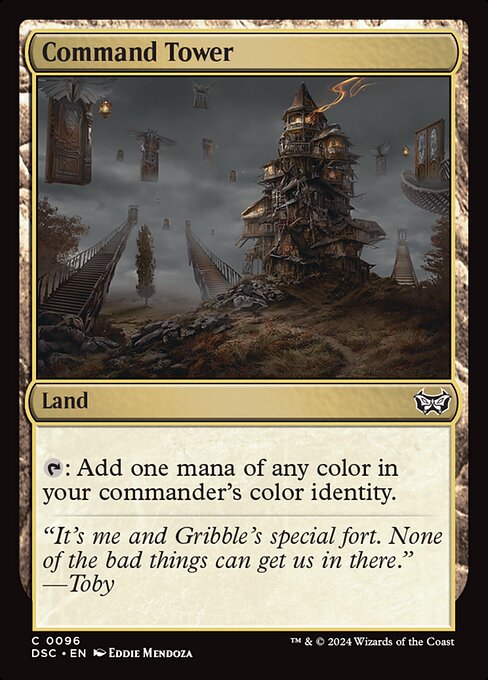 Command Tower
Land
: Add one mana of any color in
your commander's color identity.
“It's me and Gribble's special fort. None
of the bad things can get us in there.”
—Toby
C 0096
DSC • EN Eddie Mendoza
™ & © 2024 Wizards of the Coast